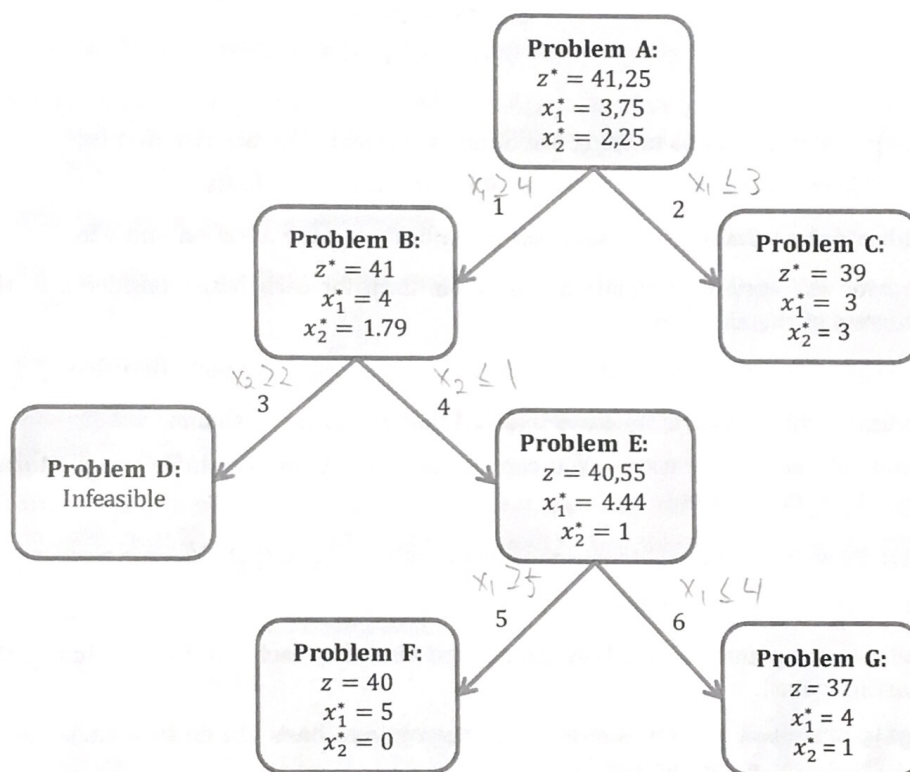 Problem A:
z* = 41,25
x₁* = 3,75
x₂* = 2,25
x₁ ≥ 4
1
x₁ ≤ 3
2
Problem B:
z* = 41
x₁* = 4
x₂* = 1.79
Problem C:
z* = 39
x₁* = 3
x₂* = 3
x₂ ≥ 2
3
x₂ ≤ 1
4
Problem D:
Infeasible
Problem E:
z = 40,55
x₁* = 4.44
x₂* = 1
x₁ ≥ 5
5
x₁ ≤ 4
6
Problem F:
z = 40
x₁* = 5
x₂* = 0
Problem G:
z = 37
x₁* = 4
x₂* = 1